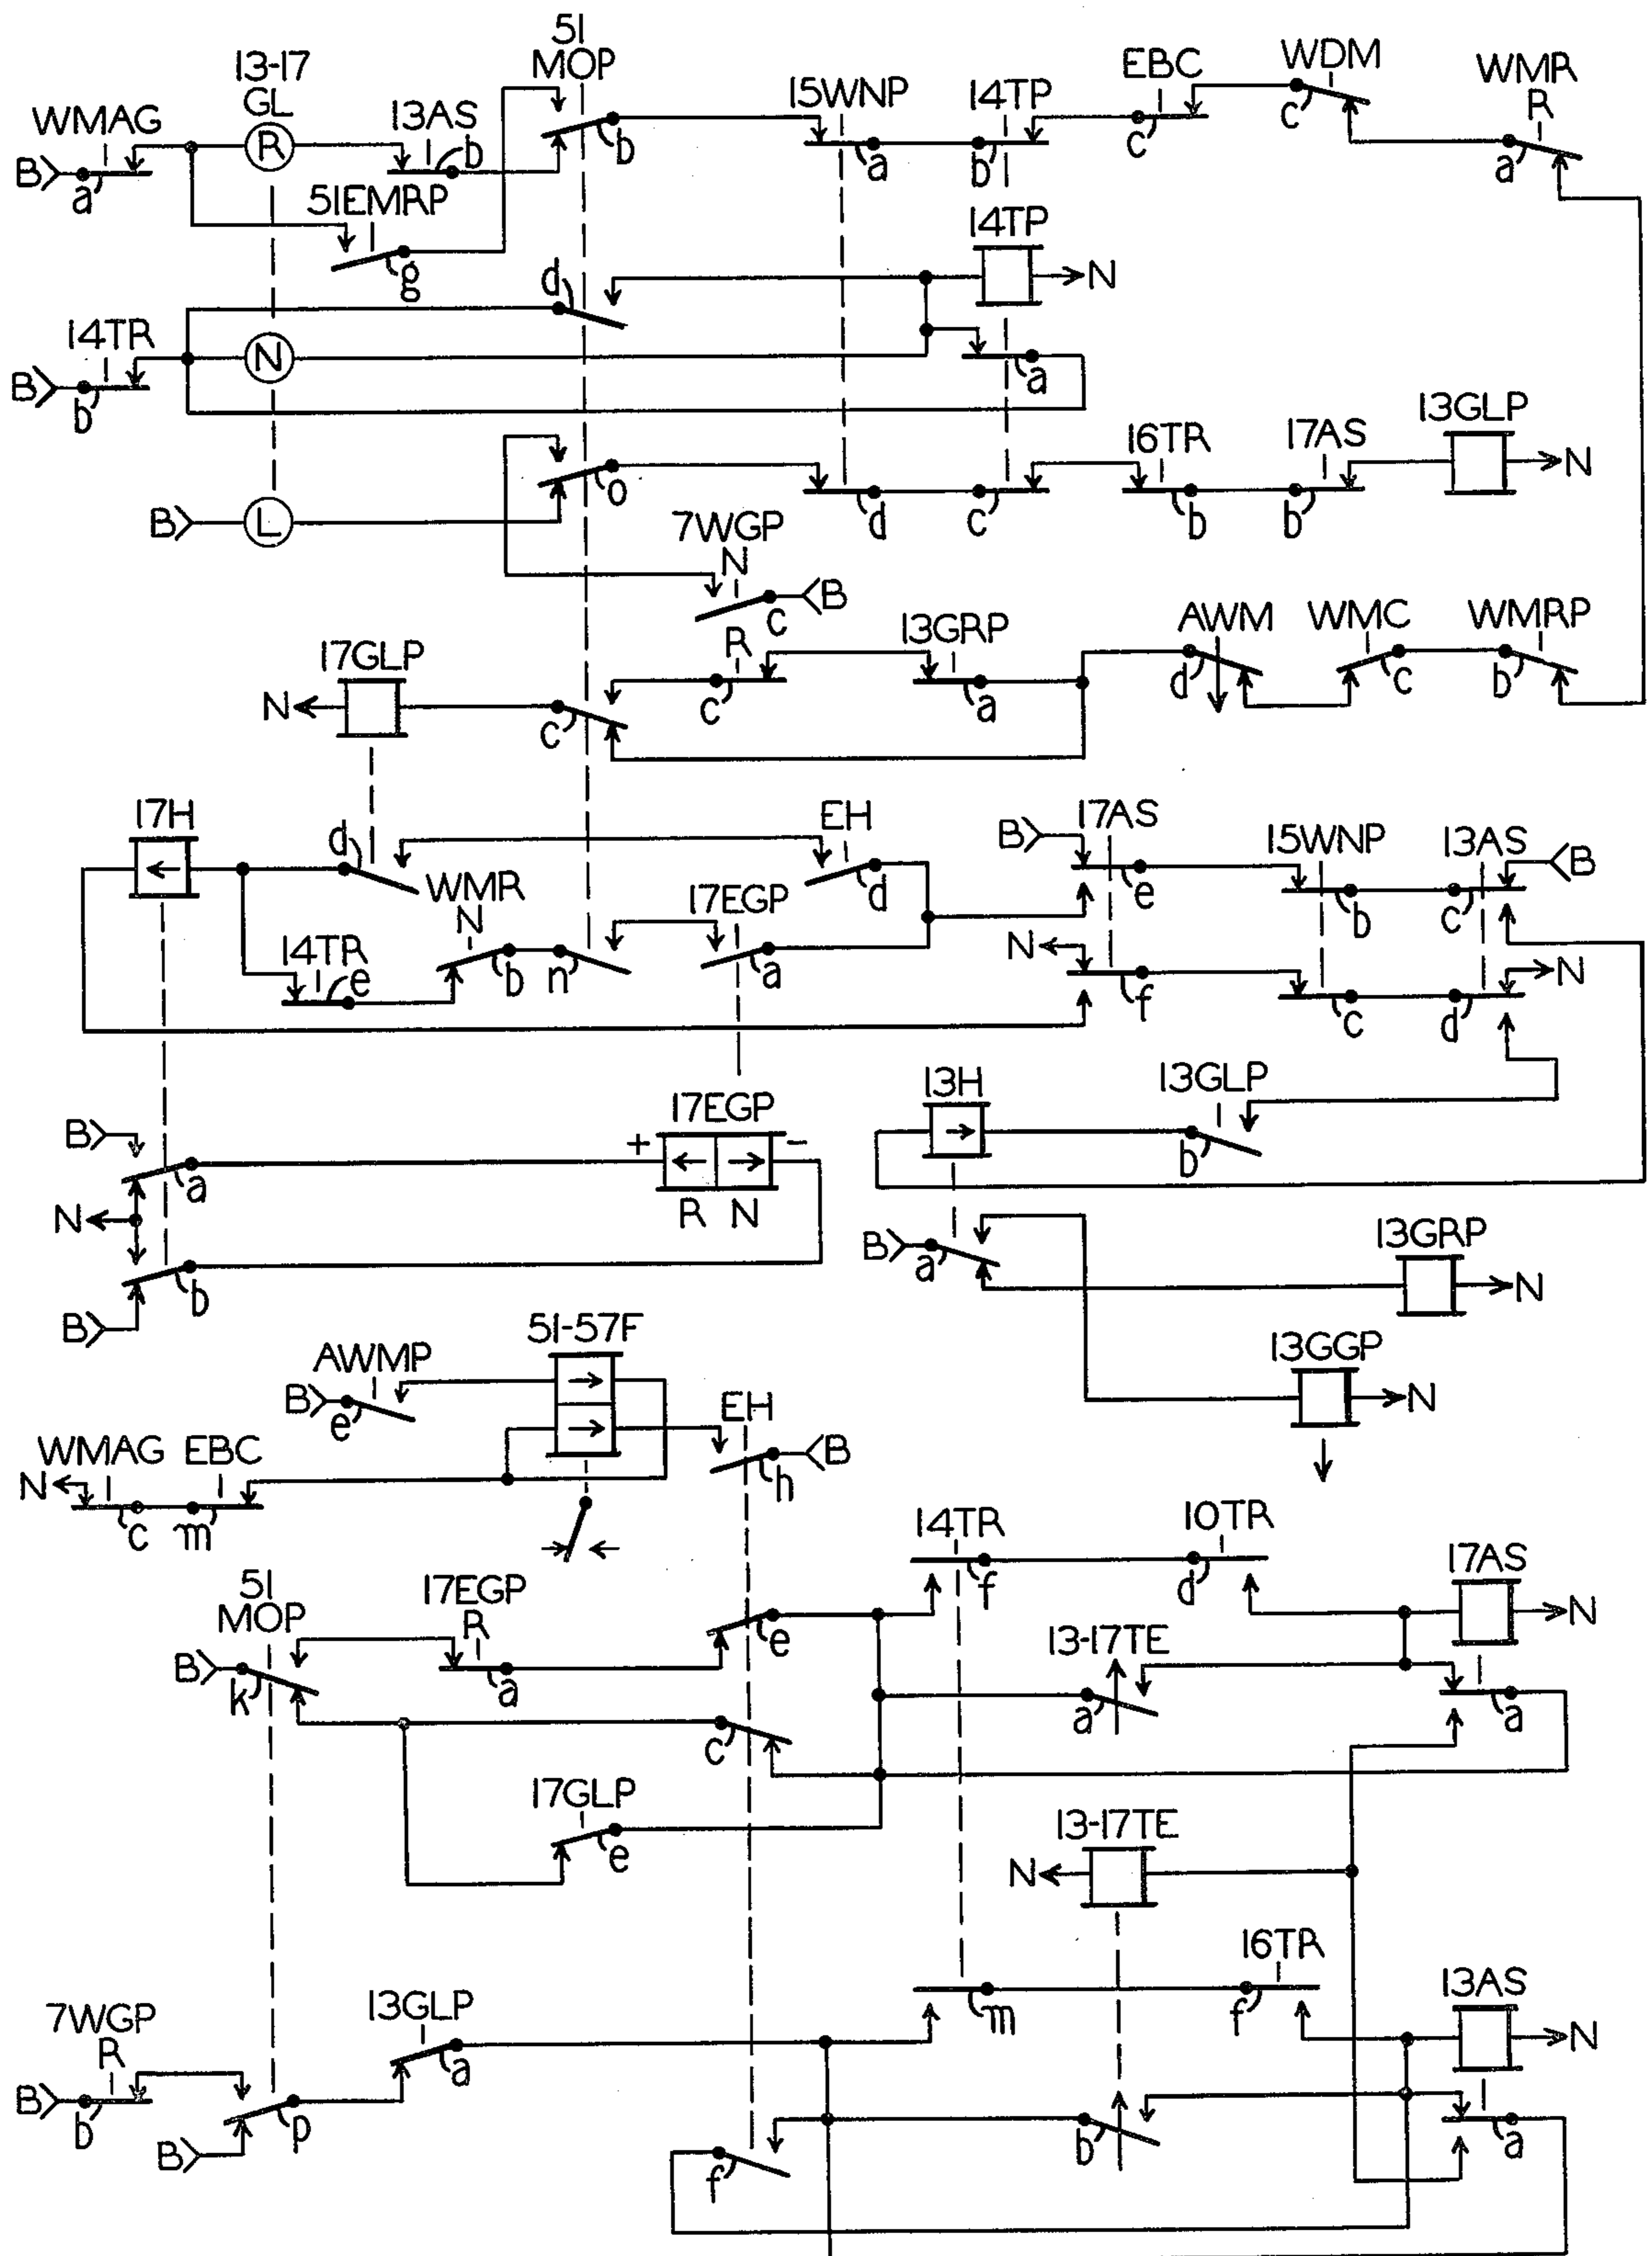 51
MOP
13-17
GL
WMAG
R
13AS
b
15WNP
14TP
EBC
WDM
WMR
R
B
a
b
a
b
c
c
a
51EMRP
g
14TP
N
d
14TR
N
B
b
a
13GLP
16TR
17AS
N
o
d
c
b
b
B
L
7WGP
N
c
B
R
13GRP
AWM
WMC
WMRP
17GLP
N
c
c
a
d
c
b
17H
d
EH
d
17AS
B
e
15WNP
b
13AS
c
B
WMR
N
17EGP
14TR
e
b
n
a
N
f
c
d
N
13H
13GLP
b
17EGP
B
a
+
-
N
R
N
b
B
B
a
13GRP
N
13GGP
N
51-57F
AWMP
B
e
EH
B
h
WMAG
EBC
N
c
m
14TR
f
10TR
d
17AS
N
51
MOP
17EGP
R
B
k
a
e
13-17TE
a
a
c
17GLP
e
13-17TE
N
m
16TR
f
13AS
N
7WGP
R
13GLP
a
B
b
p
B
b
a
f